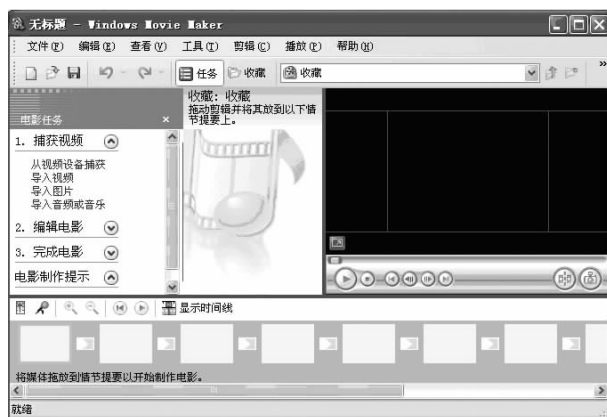 无标题 - Windows Movie Maker
文件(F) 编辑(E) 查看(V) 工具(T) 剪辑(C) 播放(P) 帮助(H)
任务 收藏 收藏
电影任务
收藏: 收藏
拖动剪辑并将其放到以下情
节提要上。
1. 捕获视频
从视频设备捕获
导入视频
导入图片
导入音频或音乐
2. 编辑电影
3. 完成电影
电影制作提示
显示时间线
将媒体拖放到情节提要以开始制作电影。
就绪